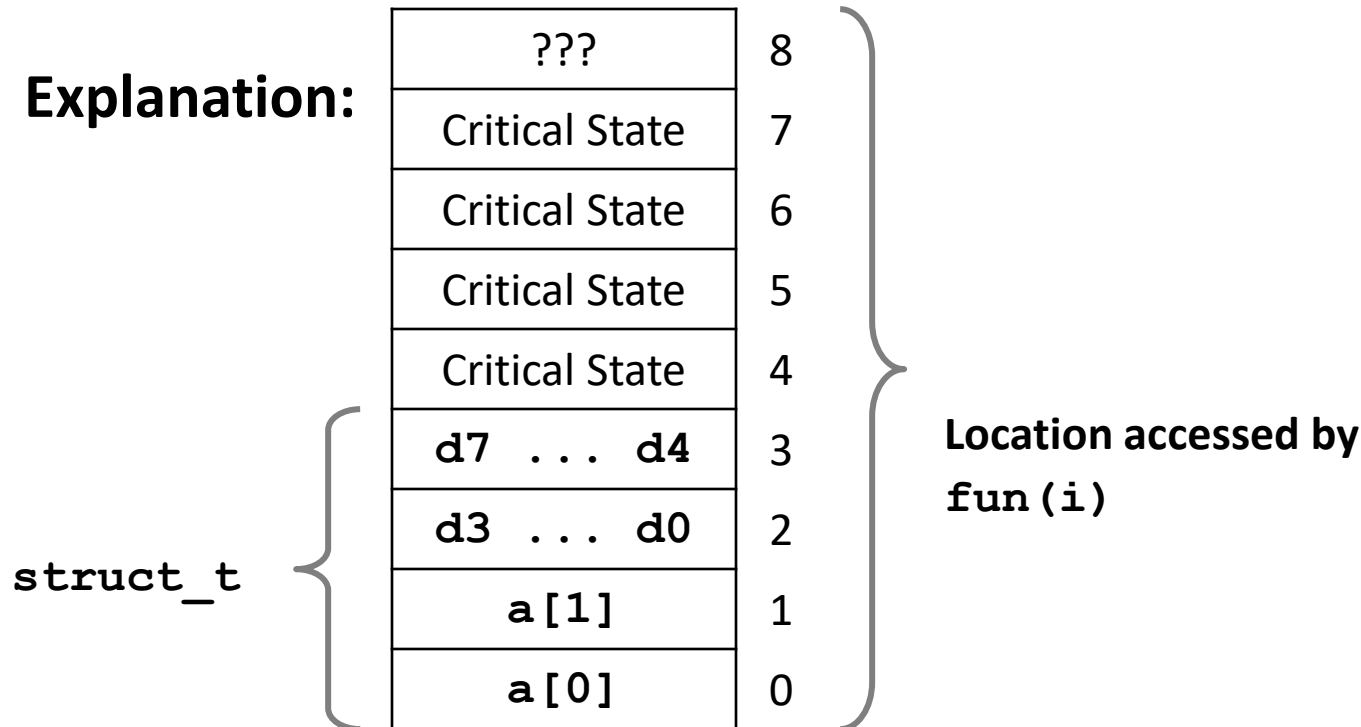 Explanation:
??? 8
Critical State 7
Critical State 6
Critical State 5
Critical State 4
d7 ... d4 3
d3 ... d0 2
a[1] 1
a[0] 0
struct_t
Location accessed by
fun(i)